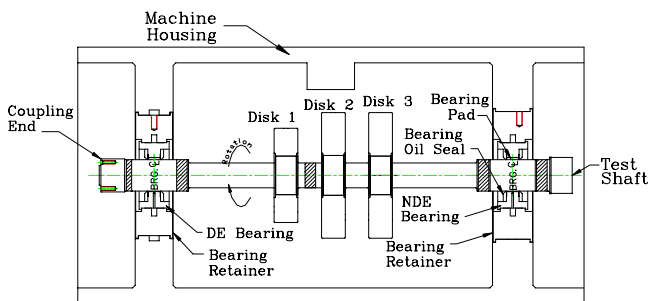 Machine
Housing
Coupling
End
Disk 1
Disk 2
Disk 3
Rotation
Bearing
Pad
Bearing
Oil Seal
BRG. C
BRG. C
Test
Shaft
NDE
Bearing
DE Bearing
Bearing
Retainer
Bearing
Retainer